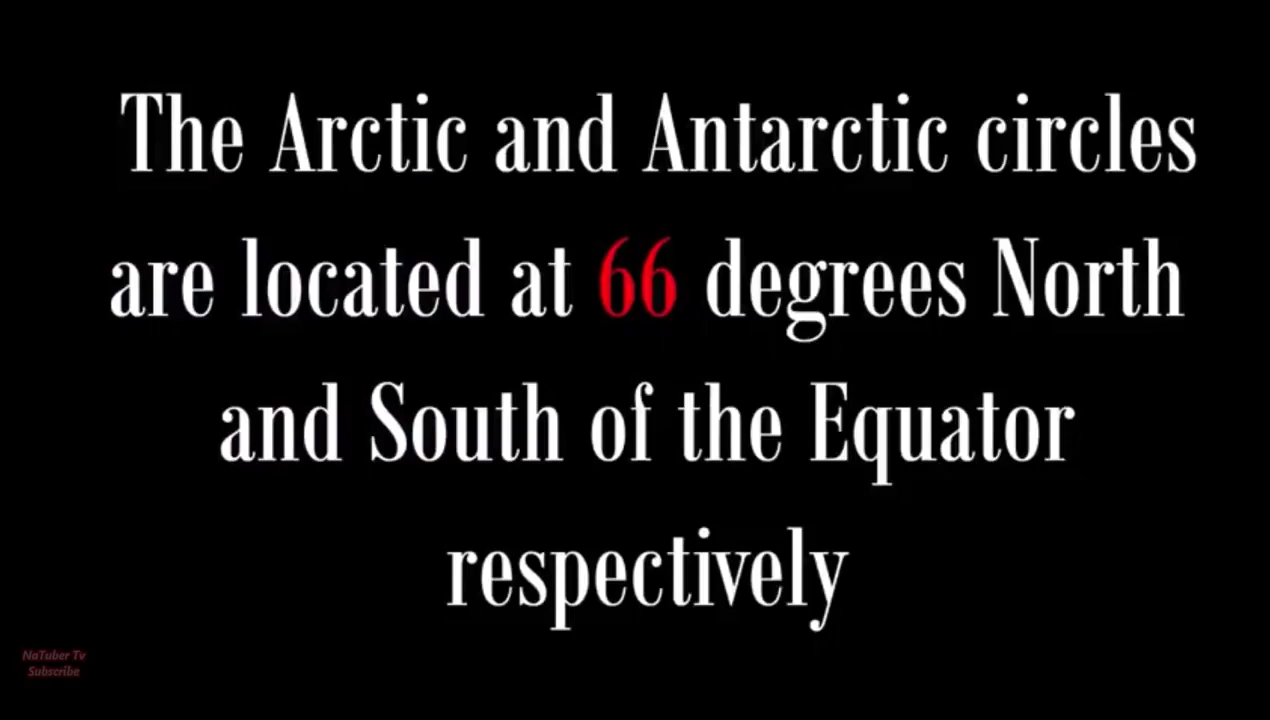 The Arctic and Antarctic circles
are located at 66 degrees North
and South of the Equator
respectively
NaTuber Tv
Subscribe